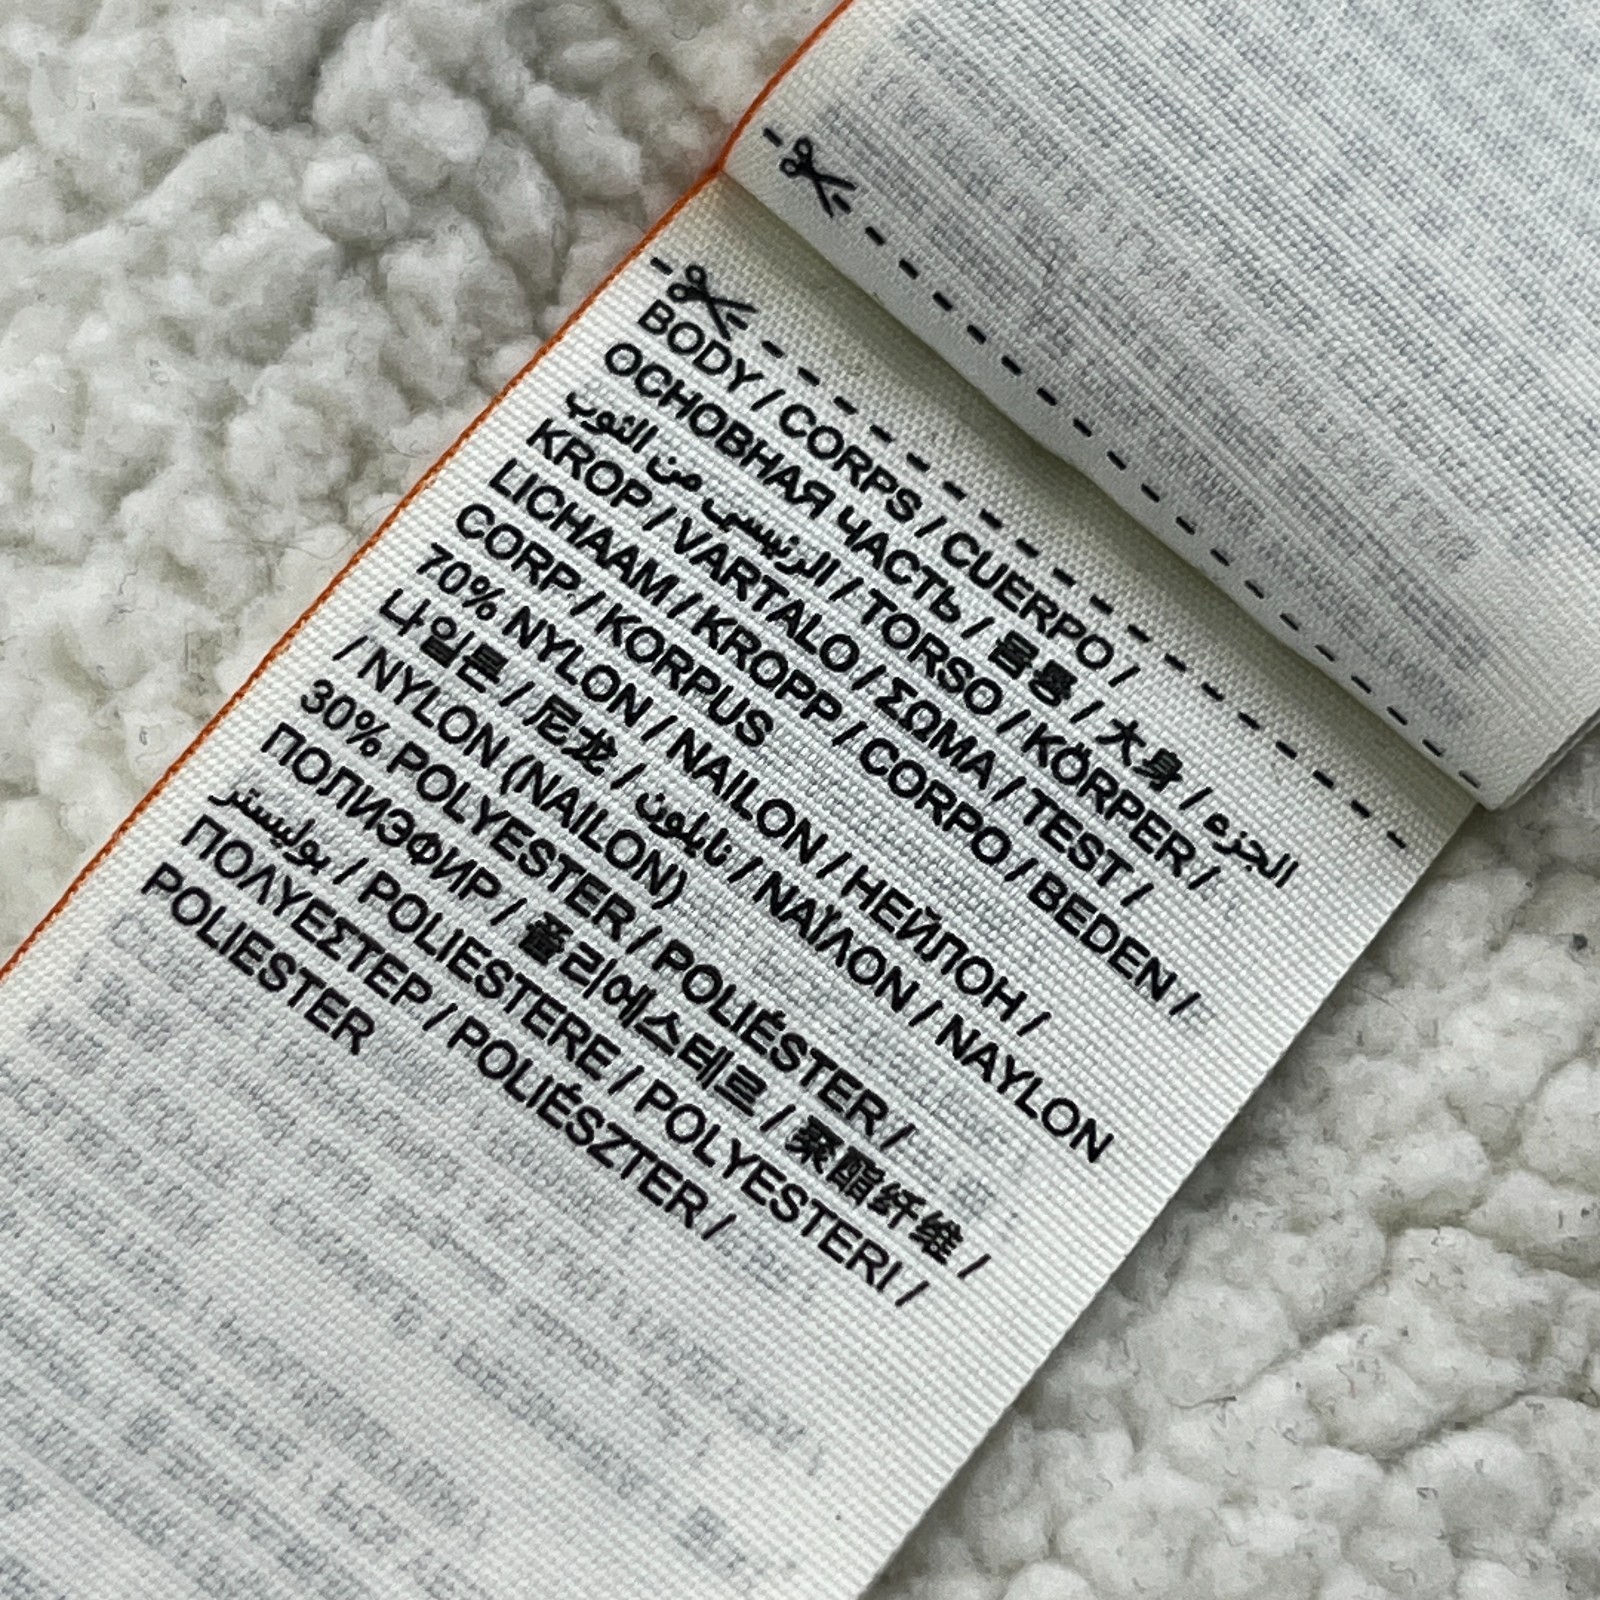 BODY / CORPS / CUERPO /
ОСНОВНАЯ ЧАСТЬ / 몸통 / 大身 / الجزء
الرئيسي من الثوب / TORSO / KÖRPER /
KROP / VARTALO / ΣΩΜΑ / TEST /
LICHAAM / KROPP / CORPO / BEDEN /
CORP / KORPUS
70% NYLON / NAILON / НЕЙЛОН /
나일론 / 尼龙 / نايلون / ΝΑΪΛΟΝ / NAYLON
/ NYLON (NAILON)
30% POLYESTER / POLIÉSTER /
ПОЛИЭФИР / 폴리에스테르 / 聚酯纤维 /
بوليستر / POLIESTERE / POLYESTERI /
ΠΟΛΥΕΣΤΕΡ / POLIÉSZTER /
POLIESTER